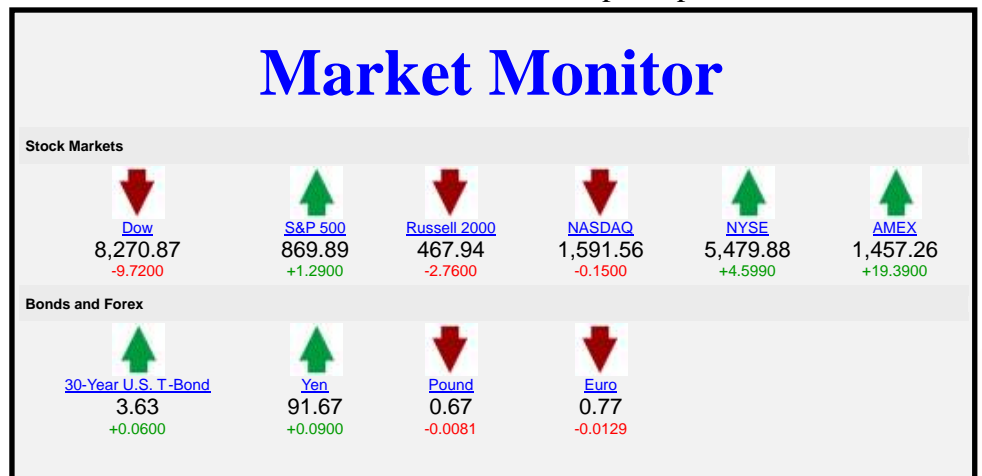 Market Monitor
Stock Markets
Dow S&P 500 Russell 2000 NASDAQ NYSE AMEX
8,270.87 869.89 467.94 1,591.56 5,479.88 1,457.26
-9.7200 +1.2900 -2.7600 -0.1500 +4.5990 +19.3900
Bonds and Forex
30-Year U.S. T-Bond Yen Pound Euro
3.63 91.67 0.67 0.77
+0.0600 +0.0900 -0.0081 -0.0129